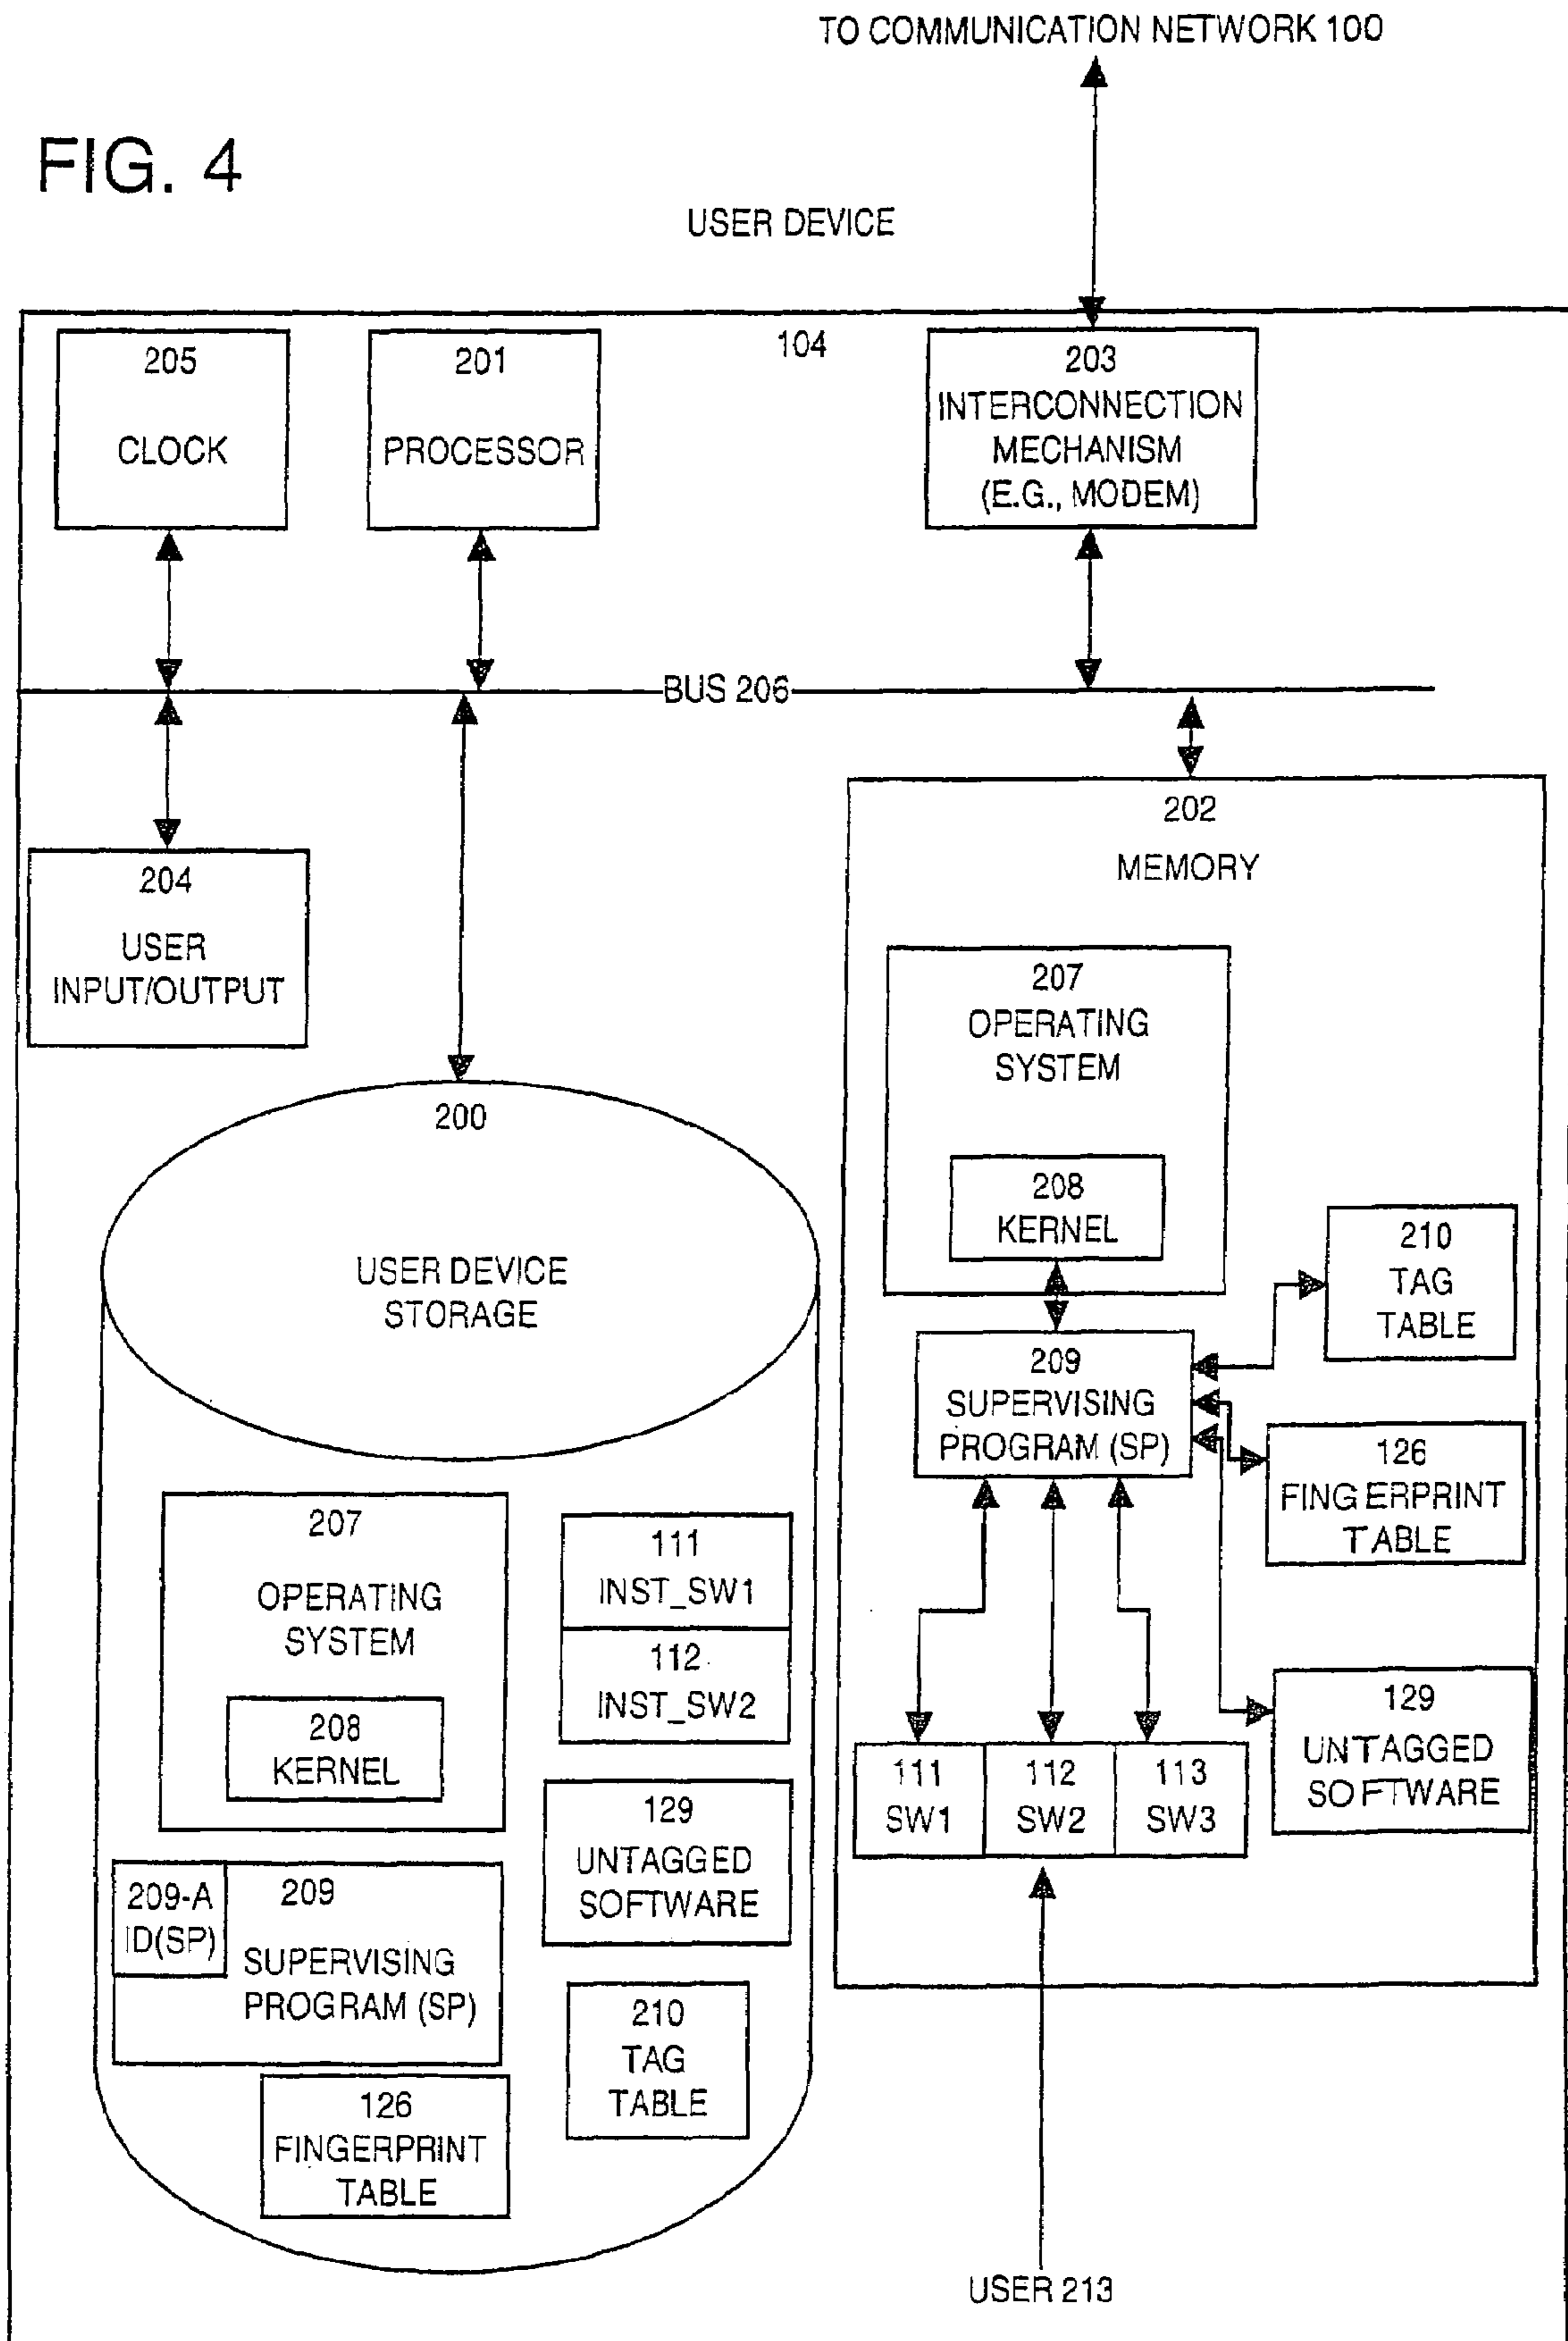 TO COMMUNICATION NETWORK 100
FIG. 4
USER DEVICE
104
205
CLOCK
201
PROCESSOR
203
INTERCONNECTION
MECHANISM
(E.G., MODEM)
BUS 206
204
USER
INPUT/OUTPUT
202
MEMORY
207
OPERATING
SYSTEM
208
KERNEL
209
SUPERVISING
PROGRAM (SP)
210
TAG
TABLE
126
FINGERPRINT
TABLE
129
UNTAGGED
SOFTWARE
111
SW1
112
SW2
113
SW3
200
USER DEVICE
STORAGE
207
OPERATING
SYSTEM
208
KERNEL
111
INST_SW1
112
INST_SW2
129
UNTAGGED
SOFTWARE
209-A
ID(SP)
209
SUPERVISING
PROGRAM (SP)
210
TAG
TABLE
126
FINGERPRINT
TABLE
USER 213